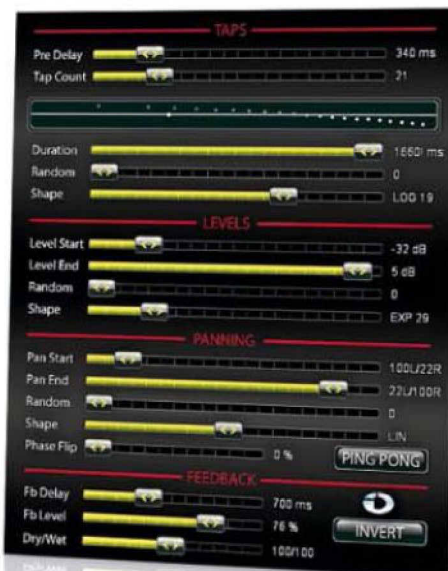 TAPS
Pre Delay 340 ms
Tap Count 21
Duration 1660 ms
Random 0
Shape LOG 19
LEVELS
Level Start -32 dB
Level End 5 dB
Random 0
Shape EXP 29
PANNING
Pan Start 100L/22R
Pan End 22L/100R
Random 0
Shape LIN
Phase Flip 0 %
PING PONG
FEEDBACK
Fb Delay 700 ms
Fb Level 76 %
Dry/Wet 100/100
INVERT